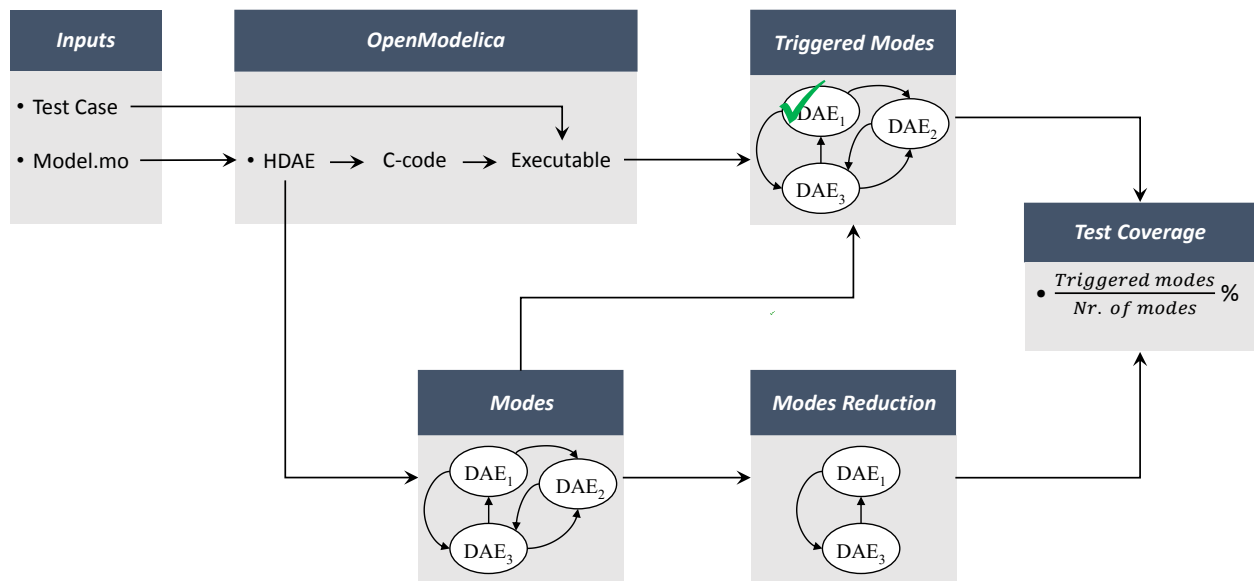 Inputs
• Test Case
• Model.mo
OpenModelica
• HDAE
C-code
Executable
Triggered Modes
DAE₁
DAE₂
DAE₃
Test Coverage
• Triggered modes
Nr. of modes %
Modes
DAE₁
DAE₂
DAE₃
Modes Reduction
DAE₁
DAE₃